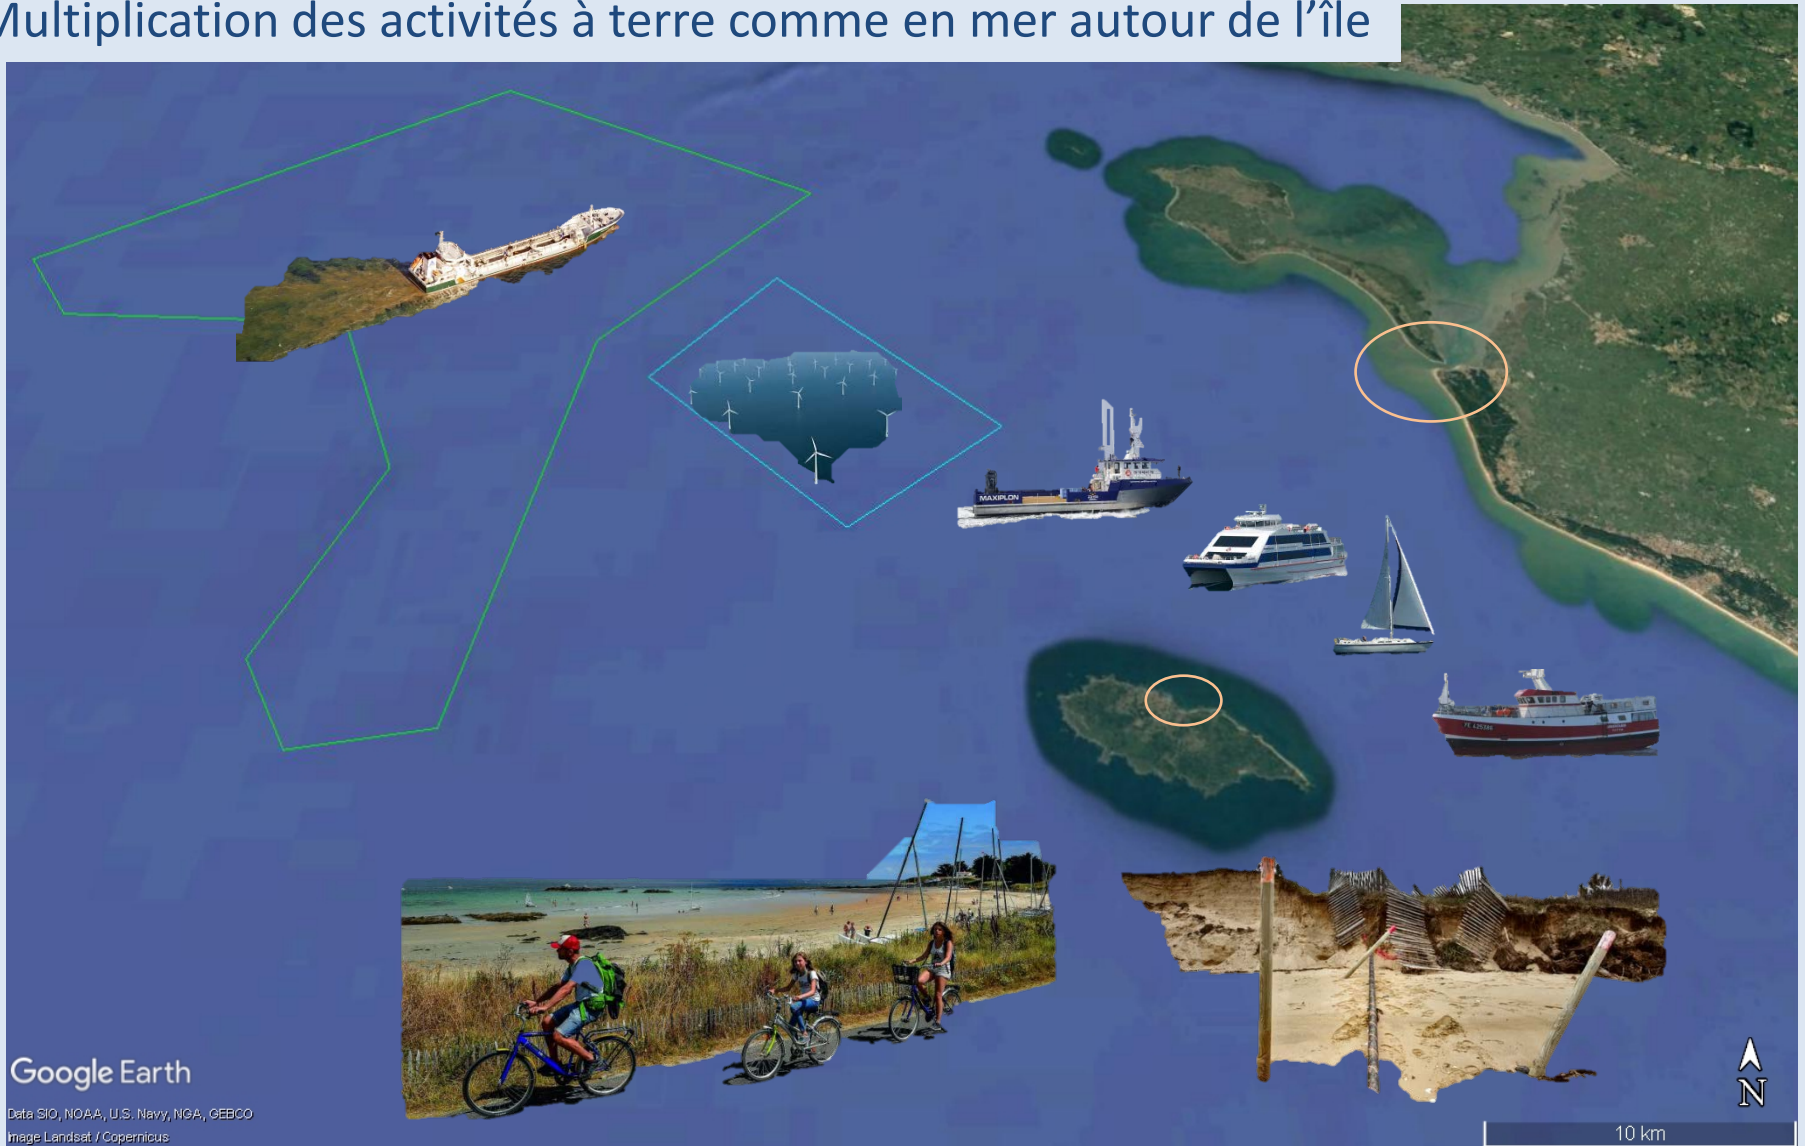 Multiplication des activités à terre comme en mer autour de l’île
MAXIPLON
Google Earth
Data SIO, NOAA, U.S. Navy, NGA, GEBCO
Image Landsat / Copernicus
N
10 km